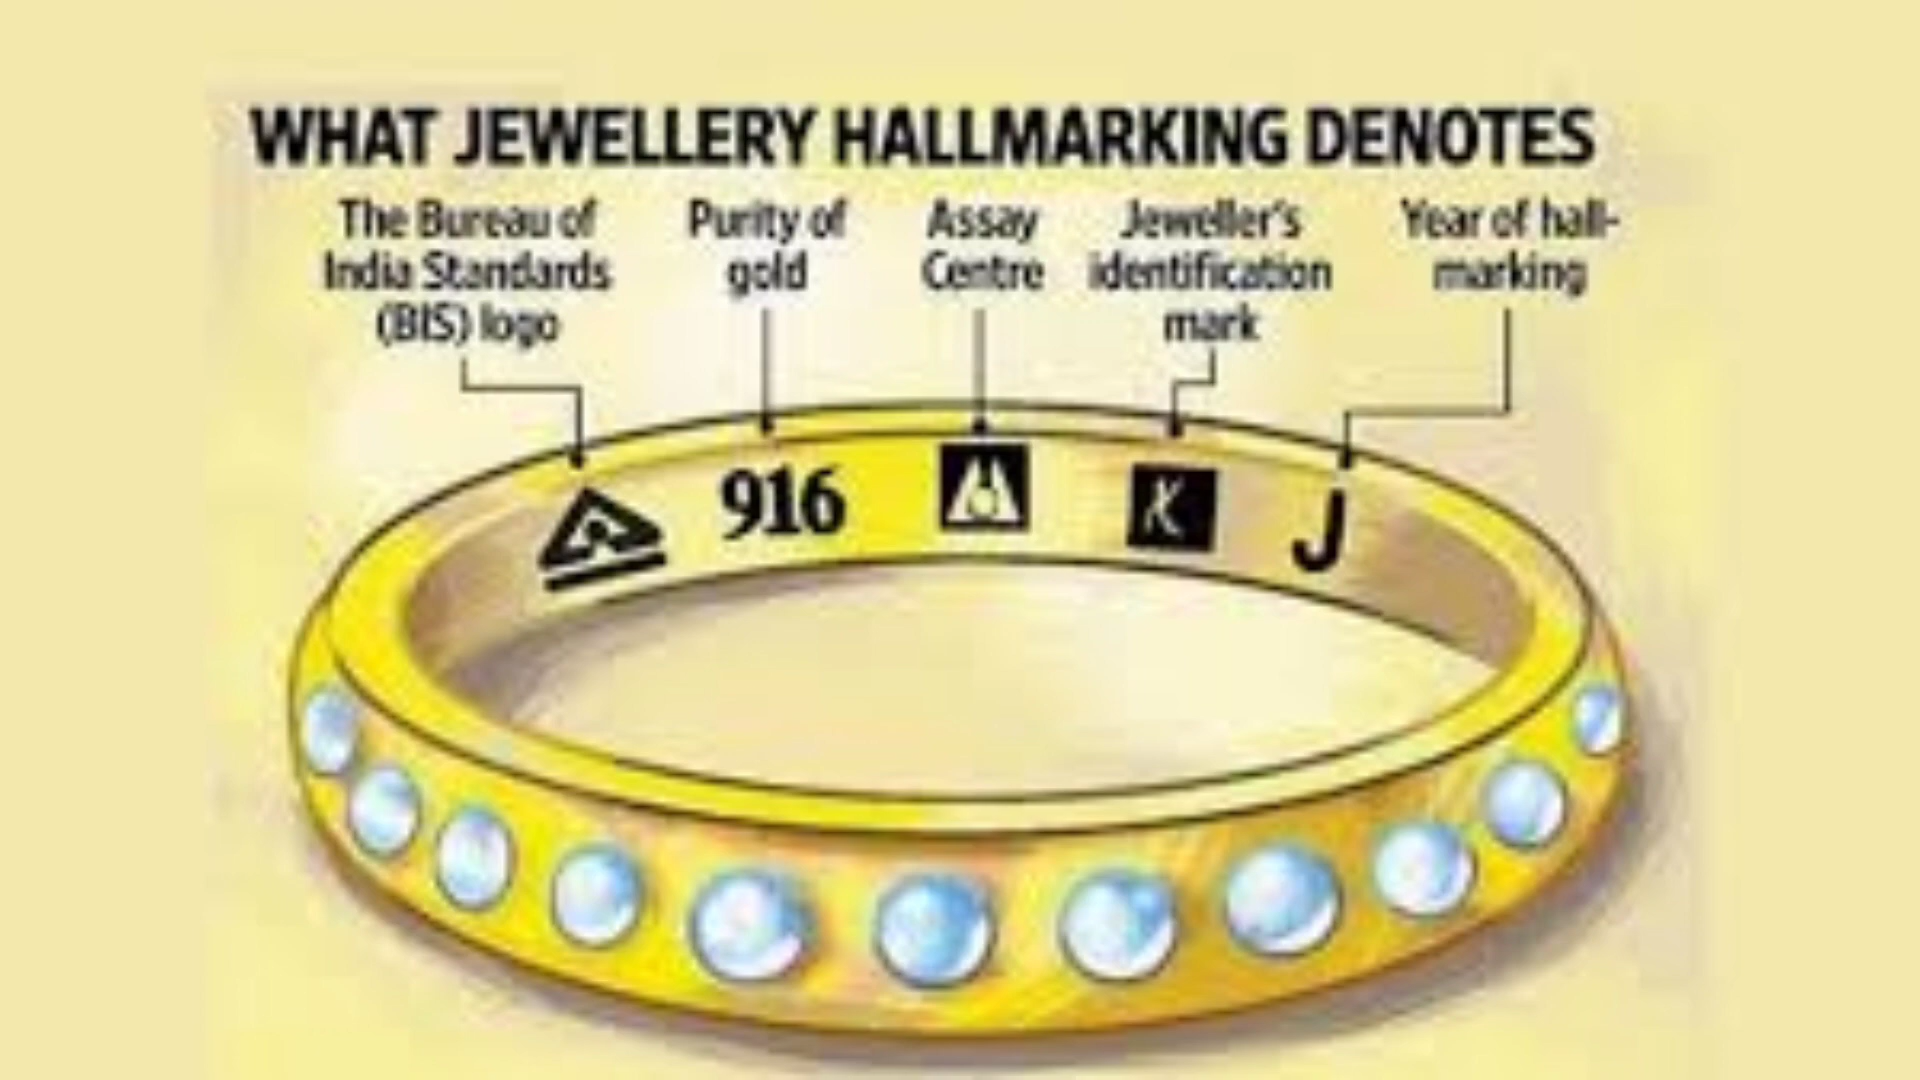 WHAT JEWELLERY HALLMARKING DENOTES
The Bureau of
India Standards
(BIS) logo
Purity of
gold
Assay
Centre
Jeweller's
identification
mark
Year of hall-
marking
916
K
J